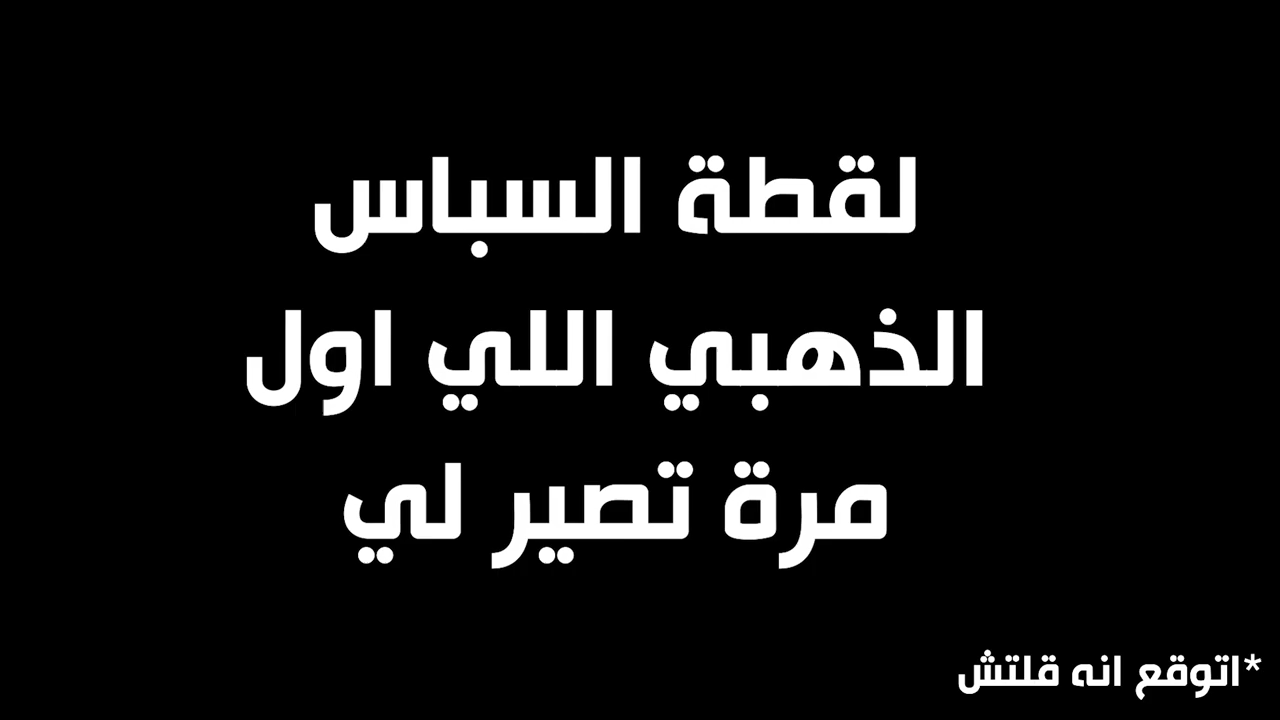 لقطة السباس
الذهبي اللي اول
مرة تصير لي
*اتوقع انه قلتش